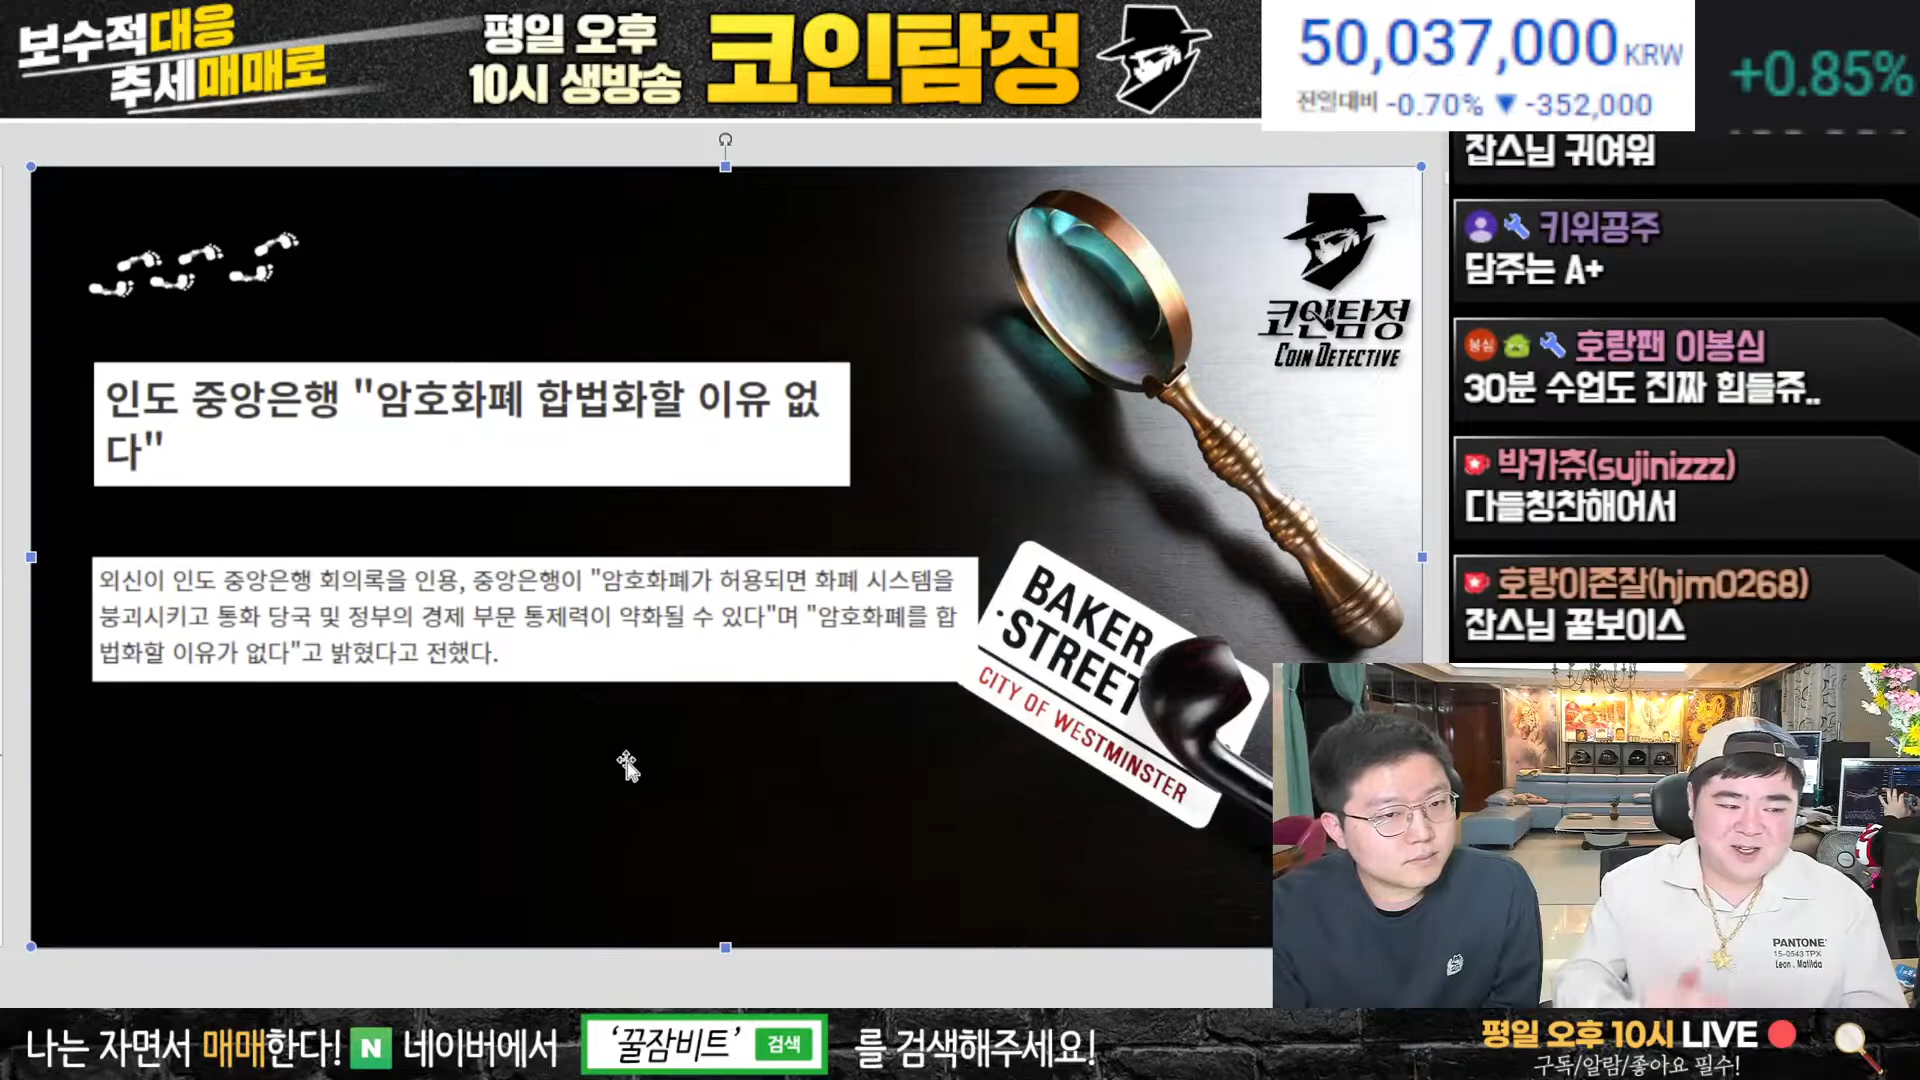 보수적대응
추세매매로
평일 오후
10시 생방송
코인탐정
50,037,000 KRW
전일대비 -0.70% ▼ -352,000
+0.85%
잡스님 귀여워
키위공주
담주는 A+
봉심 호랑팬 이봉심
30분 수업도 진짜 힘들쥬..
박카츄(sujinizzz)
다들칭찬해어서
호랑이존잘(hjm0268)
잡스님 꿀보이스
코인탐정
COIN DETECTIVE
인도 중앙은행 "암호화폐 합법화할 이유 없
다"
외신이 인도 중앙은행 회의록을 인용, 중앙은행이 "암호화폐가 허용되면 화폐 시스템을
붕괴시키고 통화 당국 및 정부의 경제 부문 통제력이 약화될 수 있다"며 "암호화폐를 합
법화할 이유가 없다"고 밝혔다고 전했다.
BAKER
STREET
CITY OF WESTMINSTER
PANTONE
15-0543 TPX
Leon . Matilda
나는 자면서 매매한다! N 네이버에서 ‘꿀잠비트’ 검색 를 검색해주세요!
평일 오후 10시 LIVE
구독/알람/좋아요 필수!